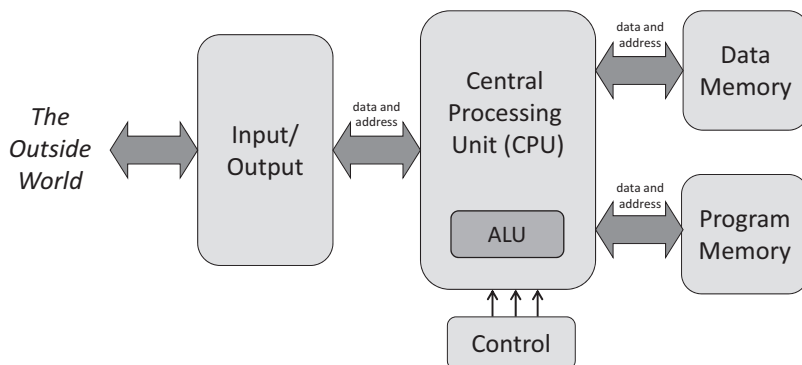 The
Outside
World
Input/
Output
data and
address
Central
Processing
Unit (CPU)
ALU
Control
data and
address
Data
Memory
data and
address
Program
Memory